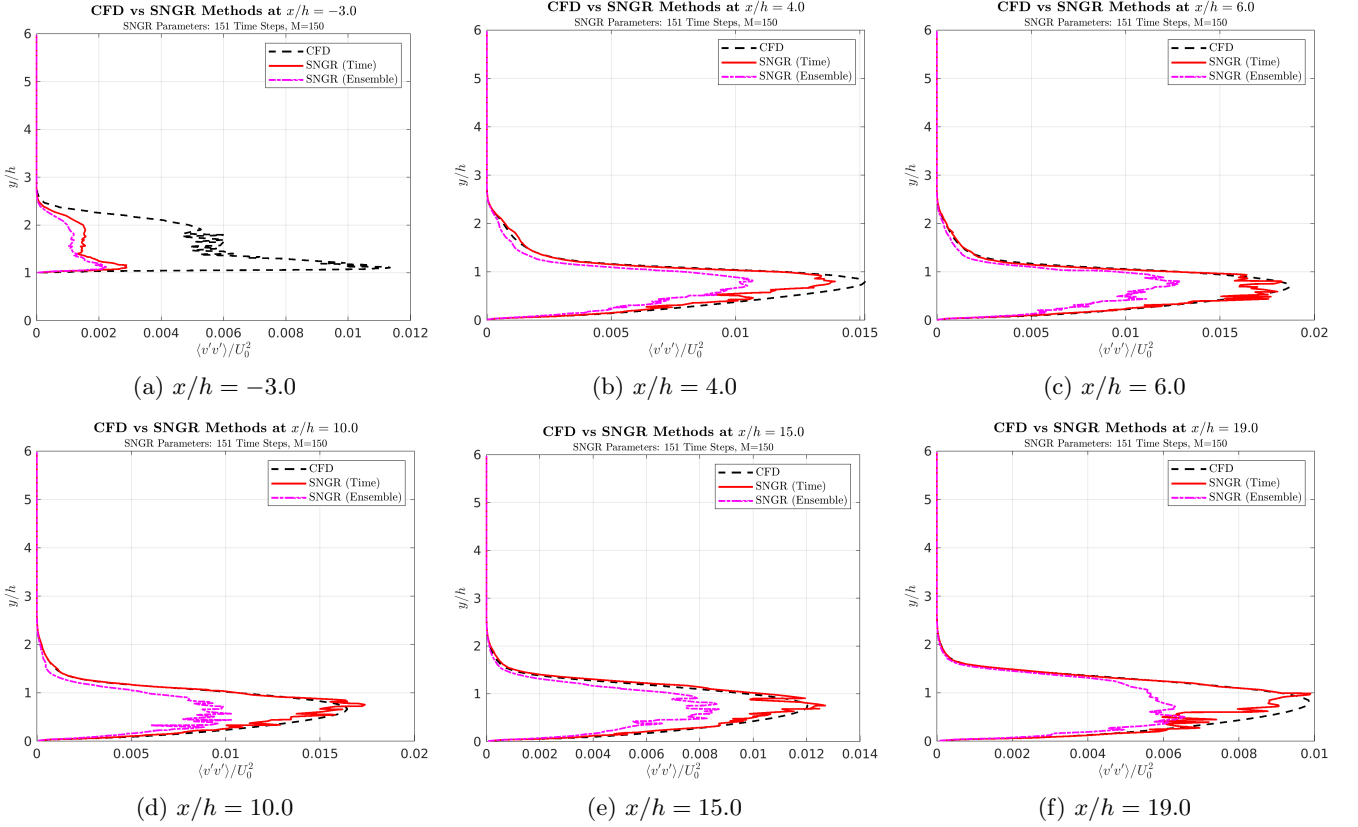 CFD vs SNGR Methods at x/h = −3.0
SNGR Parameters: 151 Time Steps, M=150
6
5
4
3
2
1
0
y/h
CFD
SNGR (Time)
SNGR (Ensemble)
0 0.002 0.004 0.006 0.008 0.01 0.012
⟨v′v′⟩/U₀²
(a) x/h = −3.0
CFD vs SNGR Methods at x/h = 4.0
SNGR Parameters: 151 Time Steps, M=150
6
5
4
3
2
1
0
y/h
CFD
SNGR (Time)
SNGR (Ensemble)
0 0.005 0.01 0.015
⟨v′v′⟩/U₀²
(b) x/h = 4.0
CFD vs SNGR Methods at x/h = 6.0
SNGR Parameters: 151 Time Steps, M=150
6
5
4
3
2
1
0
y/h
CFD
SNGR (Time)
SNGR (Ensemble)
0 0.005 0.01 0.015 0.02
⟨v′v′⟩/U₀²
(c) x/h = 6.0
CFD vs SNGR Methods at x/h = 10.0
SNGR Parameters: 151 Time Steps, M=150
6
5
4
3
2
1
0
y/h
CFD
SNGR (Time)
SNGR (Ensemble)
0 0.005 0.01 0.015 0.02
⟨v′v′⟩/U₀²
(d) x/h = 10.0
CFD vs SNGR Methods at x/h = 15.0
SNGR Parameters: 151 Time Steps, M=150
6
5
4
3
2
1
0
y/h
CFD
SNGR (Time)
SNGR (Ensemble)
0 0.002 0.004 0.006 0.008 0.01 0.012 0.014
⟨v′v′⟩/U₀²
(e) x/h = 15.0
CFD vs SNGR Methods at x/h = 19.0
SNGR Parameters: 151 Time Steps, M=150
6
5
4
3
2
1
0
y/h
CFD
SNGR (Time)
SNGR (Ensemble)
0 0.002 0.004 0.006 0.008 0.01
⟨v′v′⟩/U₀²
(f) x/h = 19.0